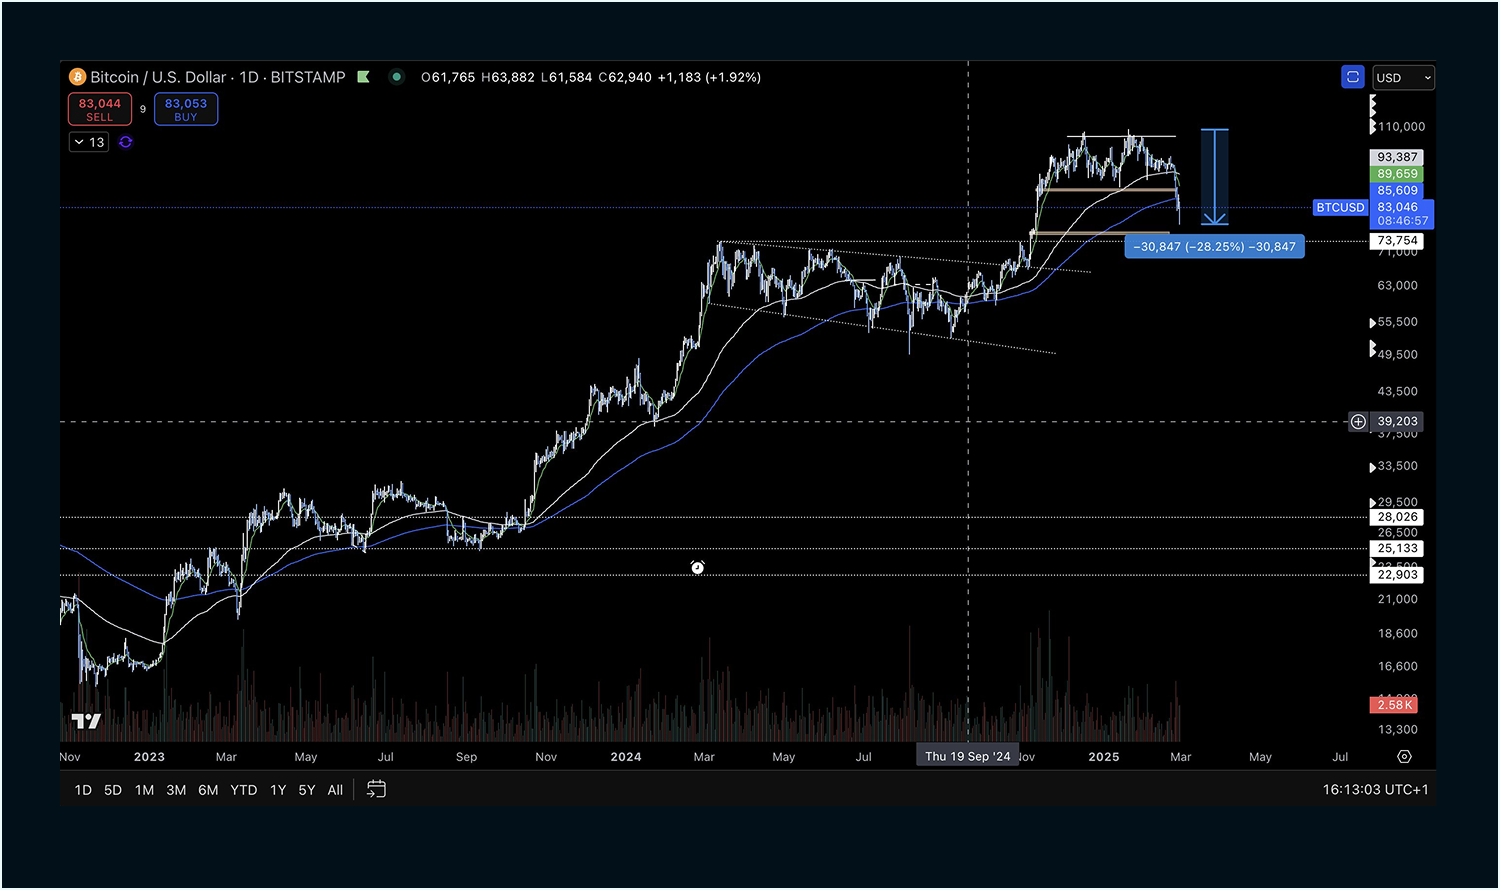 Bitcoin / U.S. Dollar · 1D · BITSTAMP O61,765 H63,882 L61,584 C62,940 +1,183 (+1.92%)
USD
83,044
SELL
9
83,053
BUY
13
110,000
93,387
89,659
85,609
BTCUSD 83,046
08:46:57
73,754
71,000
−30,847 (−28.25%) −30,847
63,000
55,500
49,500
43,500
39,203
37,500
33,500
29,500
28,026
26,500
25,133
22,903
21,000
18,600
16,600
2.58K
13,300
Nov 2023 Mar May Jul Sep Nov 2024 Mar May Jul Thu 19 Sep '24 Nov 2025 Mar May Jul
1D 5D 1M 3M 6M YTD 1Y 5Y All
16:13:03 UTC+1